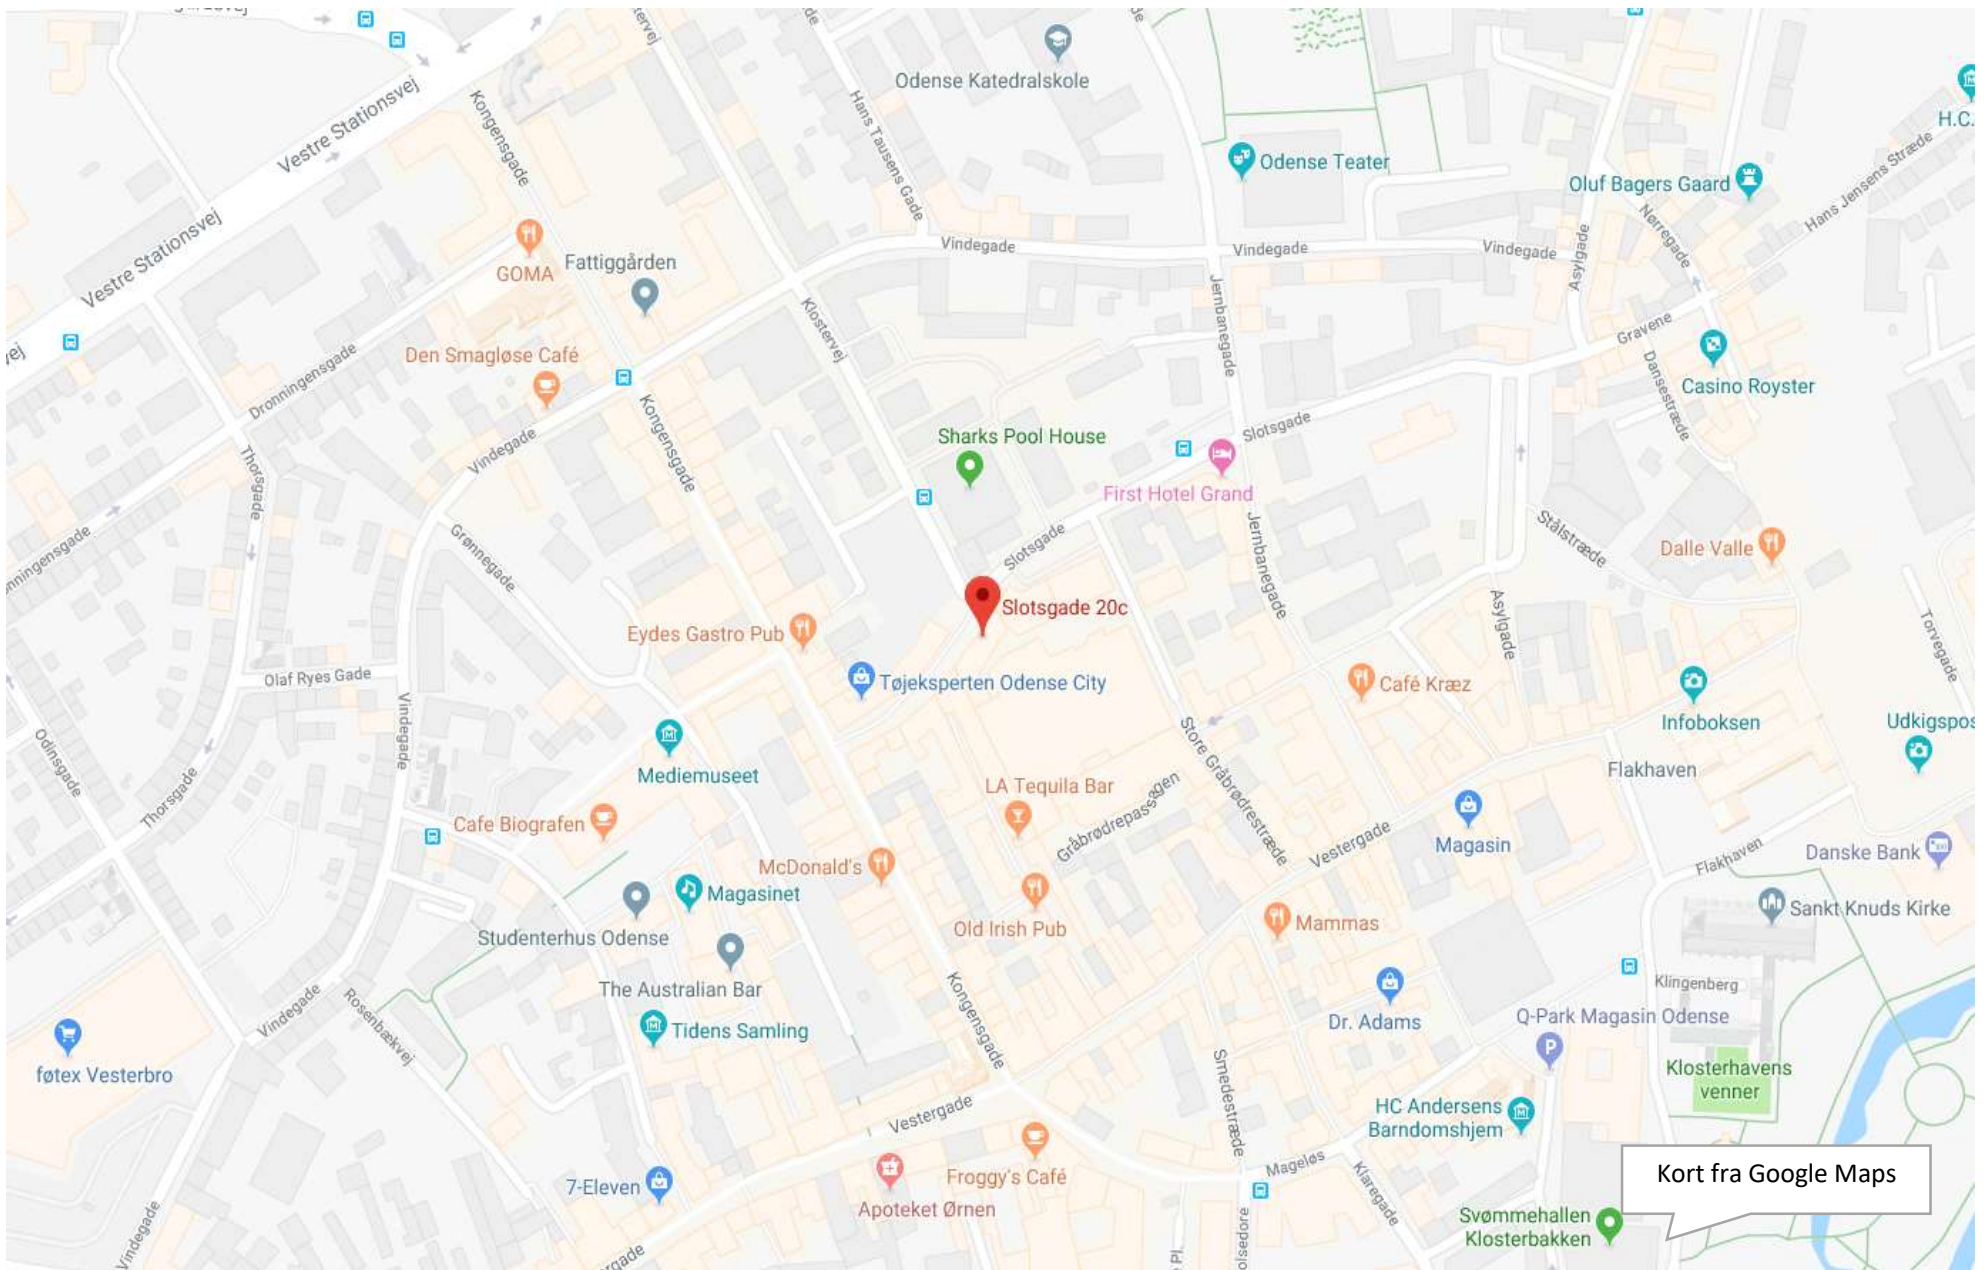 Odense Katedralskole
Vestre Stationsvej
Kongensgade
Hans Tausens Gade
H.C.
Odense Teater
Oluf Bagers Gaard
Hans Jensens Stræde
Nørregade
Vestre Stationsvej
GOMA
Fattiggården
Vindegade
Vindegade
Vindegade
Asylgade
Jernbanegade
Klostervej
Gravene
Dronningensgade
Den Smagløse Café
Dansestræde
Casino Royster
Vindegade
Kongensgade
Thorsgade
Sharks Pool House
Slotsgade
First Hotel Grand
Jernbanegade
Grønnegade
Slotsgade
Stålstræde
Dalle Valle
Slotsgade 20c
Eydes Gastro Pub
Asylgade
Torvegade
Olaf Ryes Gade
Tøjeksperten Odense City
Café Kræz
Vindegade
Odinsgade
Mediemuseet
Store Gråbrødrestræde
Infoboksen
Flakhaven
Thorsgade
LA Tequila Bar
Gråbrødrepassagen
Cafe Biografen
Vestergade
Magasin
Flakhaven
Danske Bank
McDonald's
Magasinet
Studenterhus Odense
Old Irish Pub
Mammas
Sankt Knuds Kirke
The Australian Bar
Klingenberg
Vindegade
Rosenbækvej
Kongensgade
Tidens Samling
Dr. Adams
Q-Park Magasin Odense
føtex Vesterbro
Klosterhavens
venner
Smedestræde
Vestergade
HC Andersens
Barndomshjem
Froggy's Café
Mageløs
Klaregade
7-Eleven
Apoteket Ørnen
Kort fra Google Maps
Svømmehallen
Klosterbakken
Vindegade